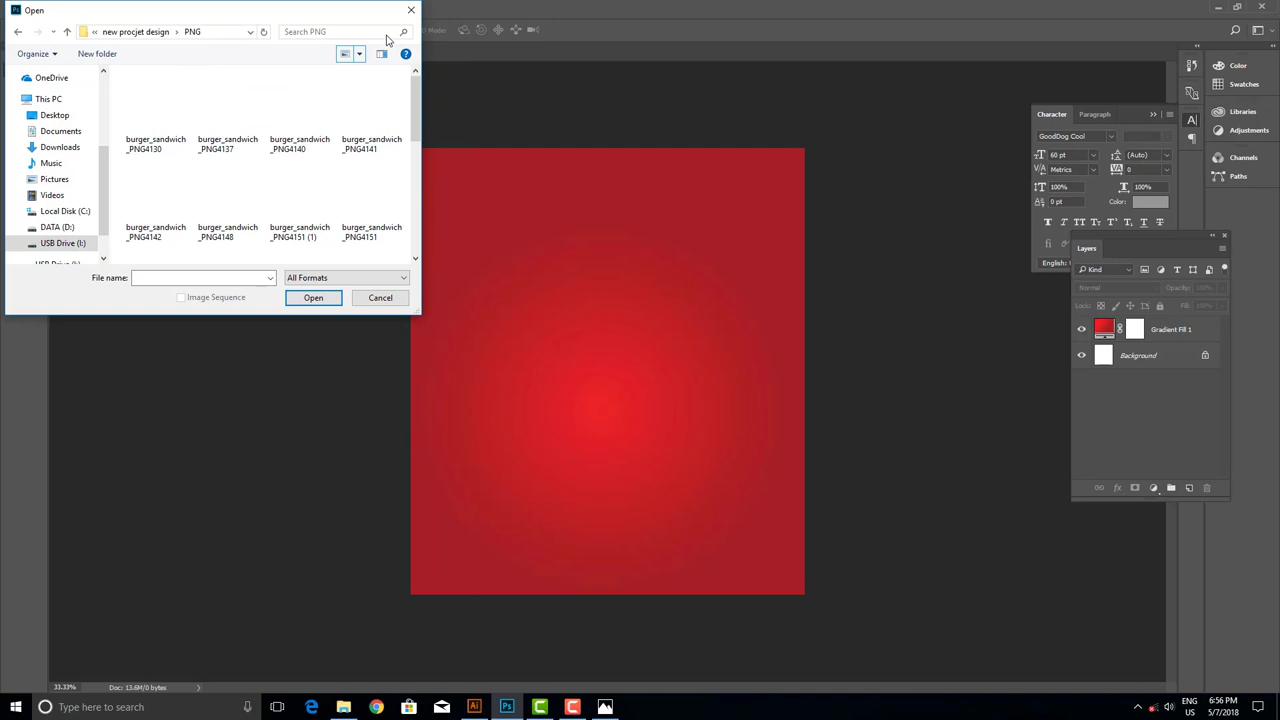 Open
new procjet design > PNG
Search PNG
Organize
New folder
OneDrive
This PC
Desktop
Documents
Downloads
Music
Pictures
Videos
Local Disk (C:)
DATA (D:)
USB Drive (I:)
burger_sandwich
_PNG4130
burger_sandwich
_PNG4137
burger_sandwich
_PNG4140
burger_sandwich
_PNG4141
burger_sandwich
_PNG4142
burger_sandwich
_PNG4148
burger_sandwich
_PNG4151 (1)
burger_sandwich
_PNG4151
File name:
All Formats
Image Sequence
Open
Cancel
Color
Swatches
Libraries
Adjustments
Channels
Paths
Character
Paragraph
GoodDog Cool
60 pt
(Auto)
Metrics
0
100%
100%
0 pt
Color:
English:
Layers
Kind
Normal
Opacity:
100%
Lock:
Fill:
100%
Gradient Fill 1
Background
33.33%
Doc: 13.6M/0 bytes
Type here to search
ENG
US
6:56 PM
5/7/2018